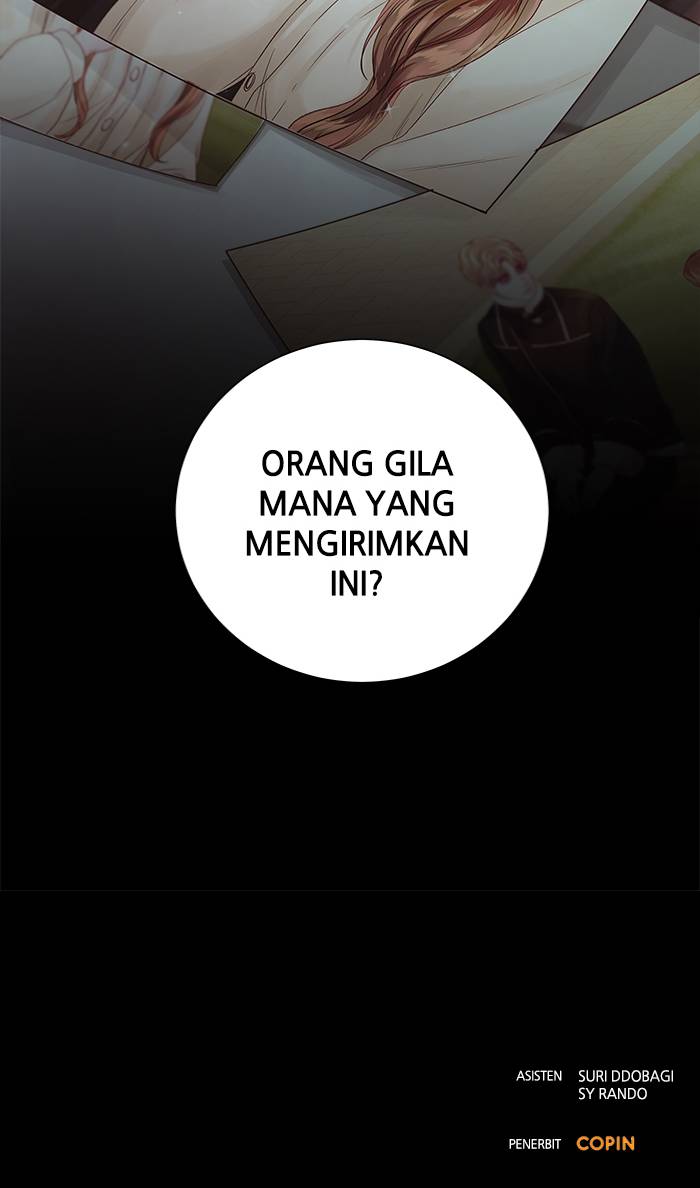 ORANG GILA
MANA YANG
MENGIRIMKAN
INI?
ASISTEN SURI DDOBAGI
SY RANDO
PENERBIT COPIN